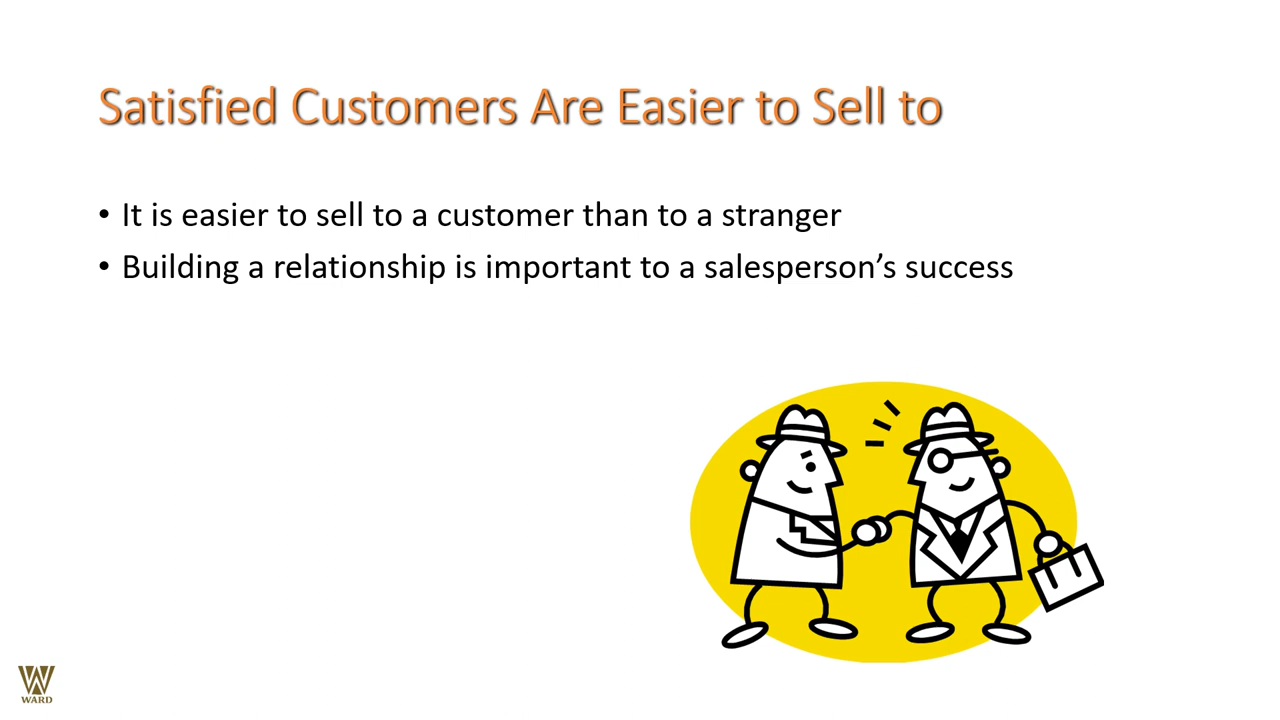 Satisfied Customers Are Easier to Sell to
• It is easier to sell to a customer than to a stranger
• Building a relationship is important to a salesperson’s success
WARD